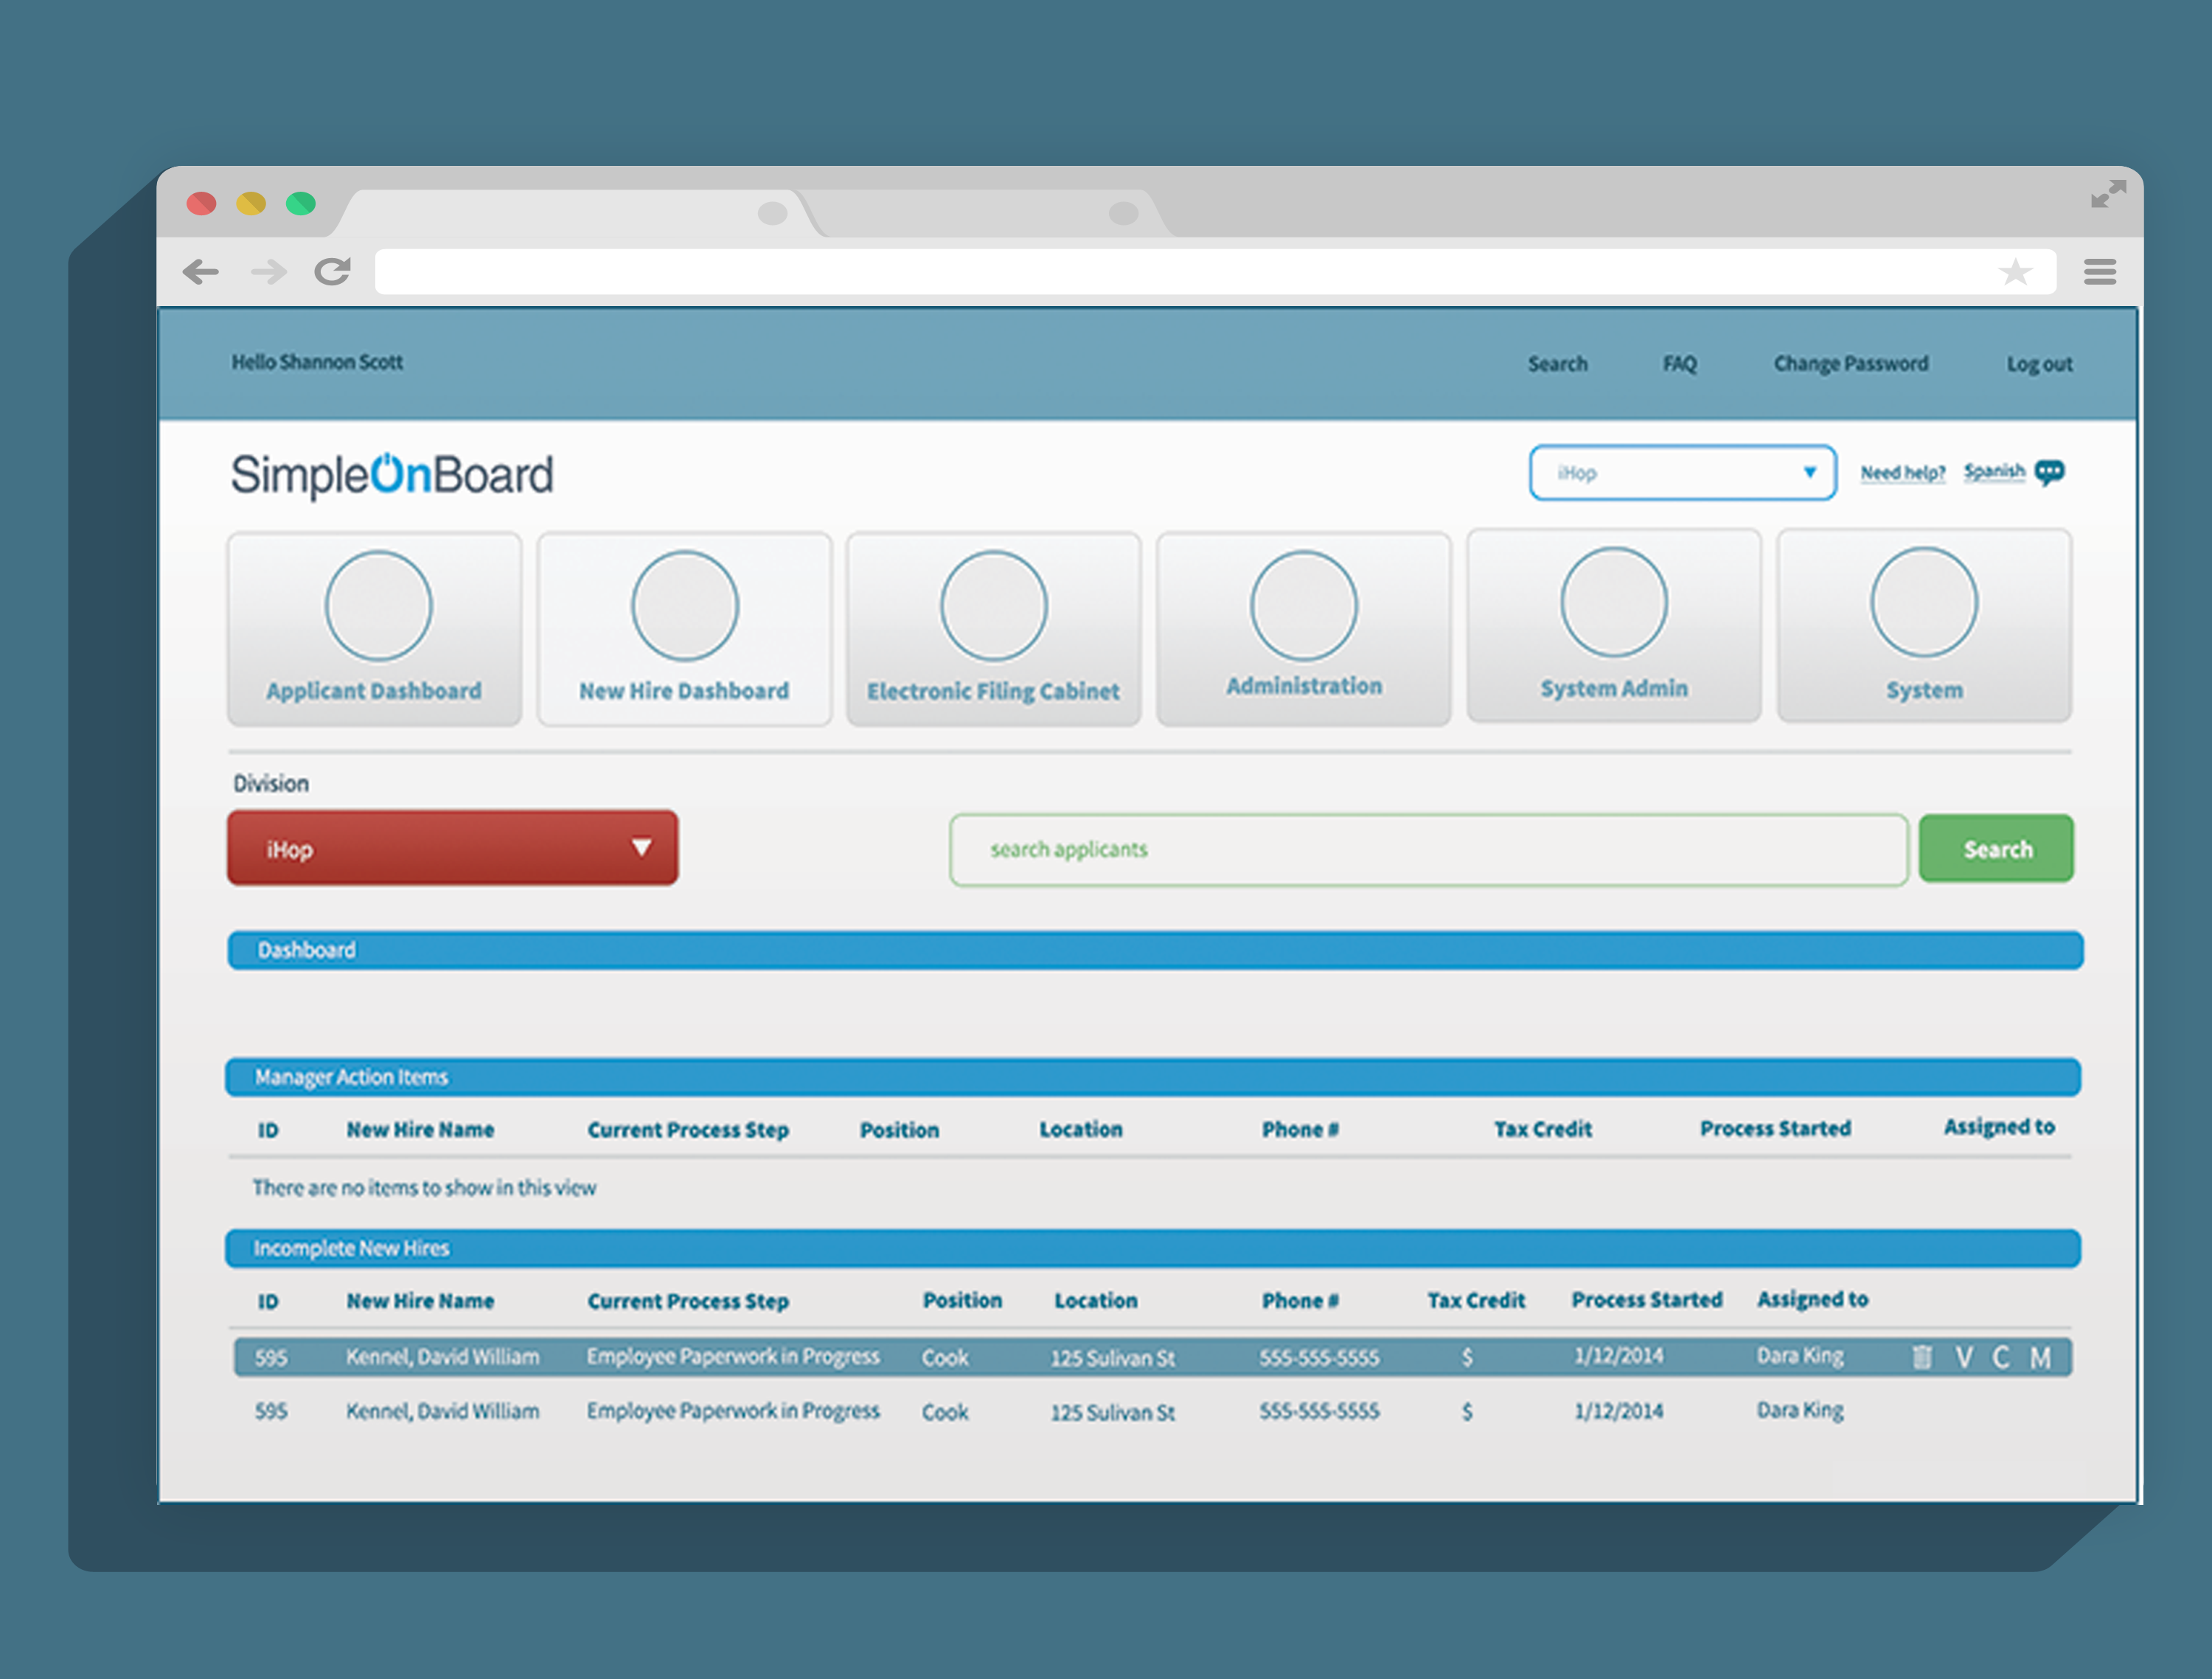 Hello Shannon Scott Search FAQ Change Password Log out
SimpleOnBoard iHop Need help? Spanish
Applicant Dashboard New Hire Dashboard Electronic Filing Cabinet Administration System Admin System
Division
iHop search applicants Search
Dashboard
Manager Action Items
ID New Hire Name Current Process Step Position Location Phone # Tax Credit Process Started Assigned to
There are no items to show in this view
Incomplete New Hires
ID New Hire Name Current Process Step Position Location Phone # Tax Credit Process Started Assigned to
595 Kennel, David William Employee Paperwork in Progress Cook 125 Sulivan St 555-555-5555 $ 1/12/2014 Dara King V C M
595 Kennel, David William Employee Paperwork in Progress Cook 125 Sulivan St 555-555-5555 $ 1/12/2014 Dara King